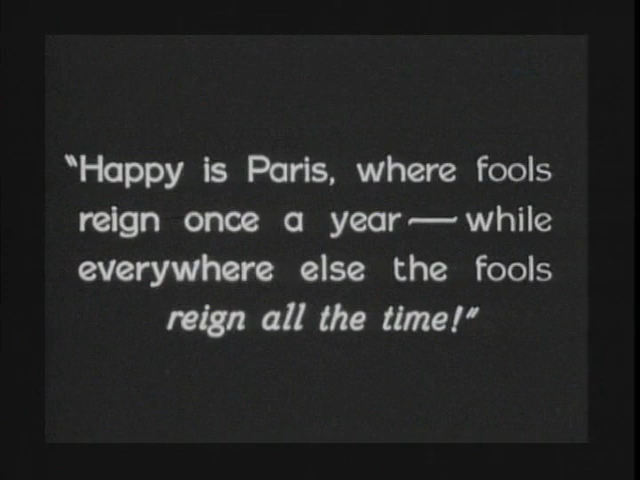 "Happy is Paris, where fools
reign once a year — while
everywhere else the fools
reign all the time!"